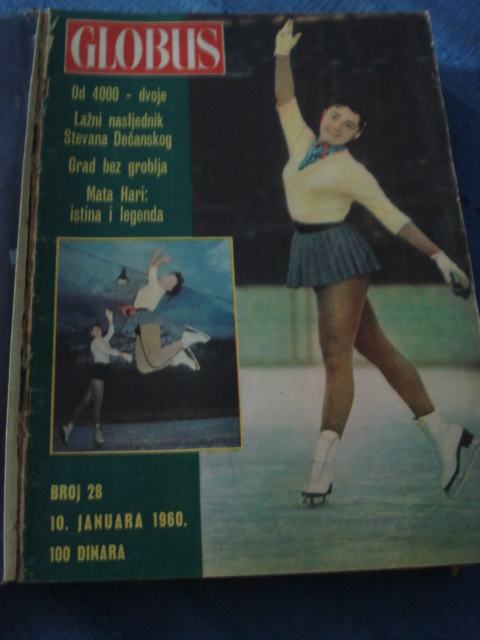 GLOBUS
Od 4000 - dvoje
Lažni nasljednik
Stevana Dečanskog
Grad bez groblja
Mata Hari:
istina i legenda
BROJ 28
10. JANUARA 1960.
100 DINARA